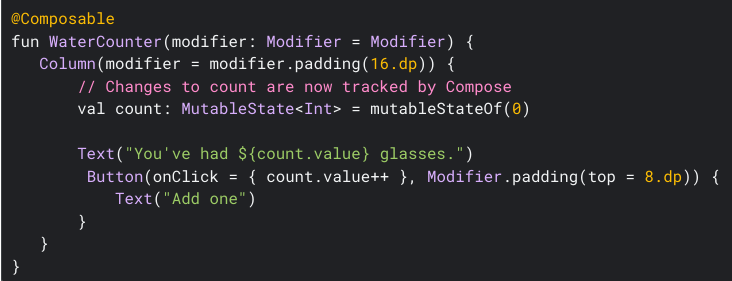 @Composable
fun WaterCounter(modifier: Modifier = Modifier) {
   Column(modifier = modifier.padding(16.dp)) {
       // Changes to count are now tracked by Compose
       val count: MutableState<Int> = mutableStateOf(0)

       Text("You've had ${count.value} glasses.")
        Button(onClick = { count.value++ }, Modifier.padding(top = 8.dp)) {
           Text("Add one")
       }
   }
}